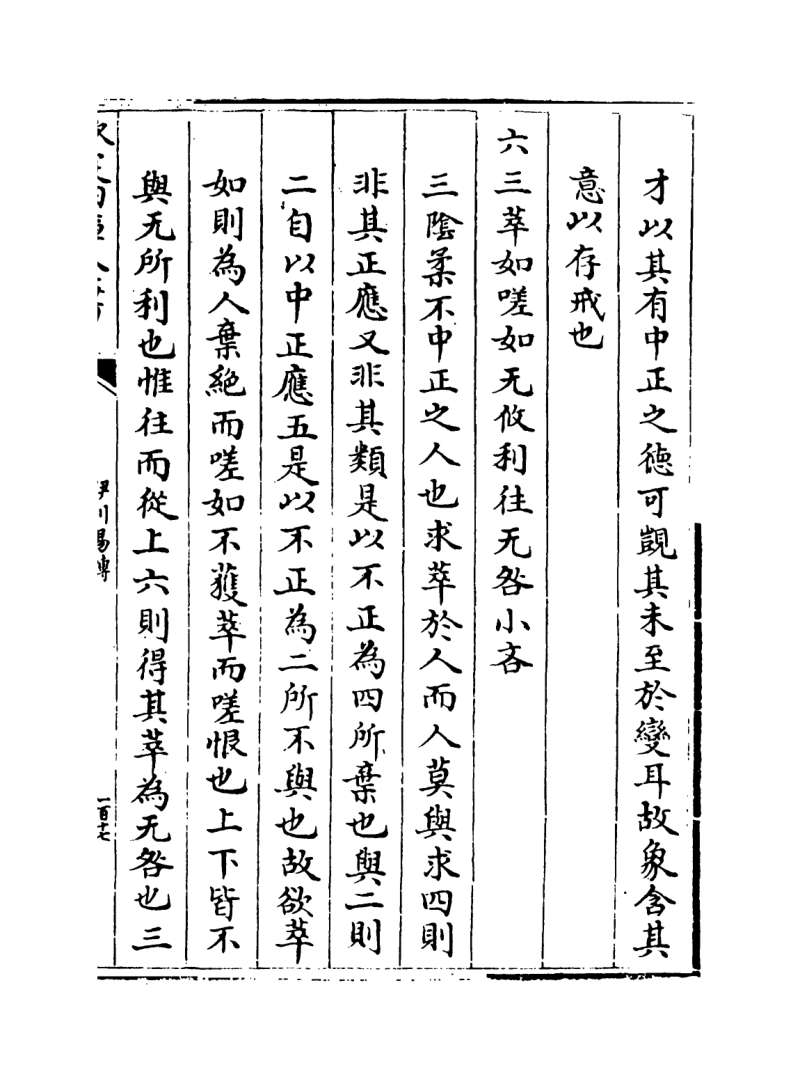 才以其有中正之徳可覬其未至於變耳故象含其
意以存戒也
六三萃如嗟如无攸利往无咎小吝
三隂柔不中正之人也求萃於人而人莫與求四則
非其正應又非其類是以不正為四所棄也與二則
二自以中正應五是以不正為二所不與也故欲萃
如則為人棄絶而嗟如不獲萃而嗟恨也上下皆不
與无所利也惟往而從上六則得其萃為无咎也三
伊川易傳
一百十七